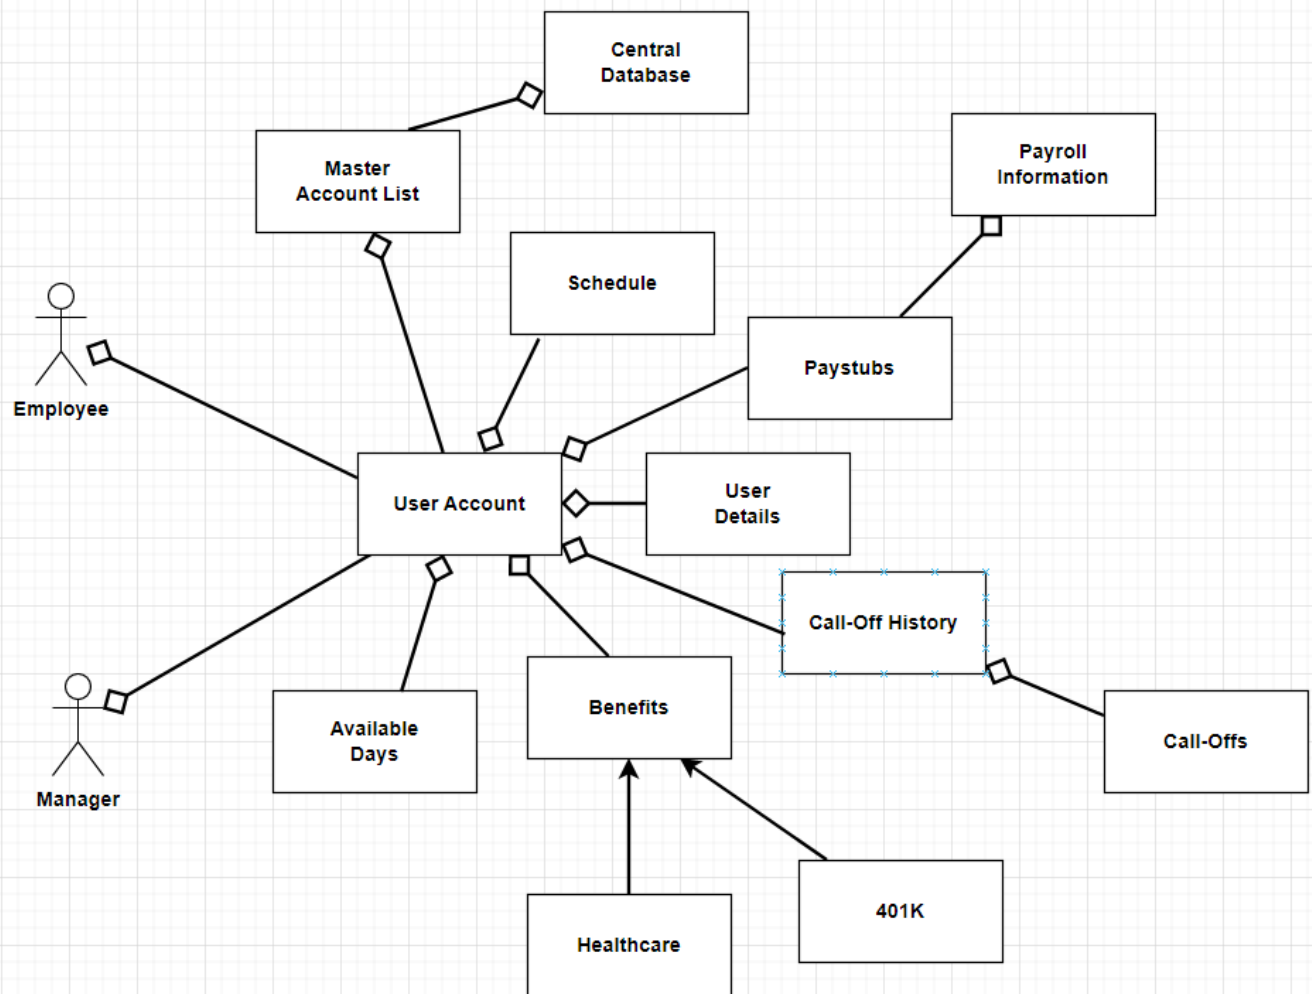 Central
Database
Master
Account List
Payroll
Information
Schedule
Paystubs
Employee
User Account
User
Details
Call-Off History
Manager
Available
Days
Benefits
Call-Offs
Healthcare
401K